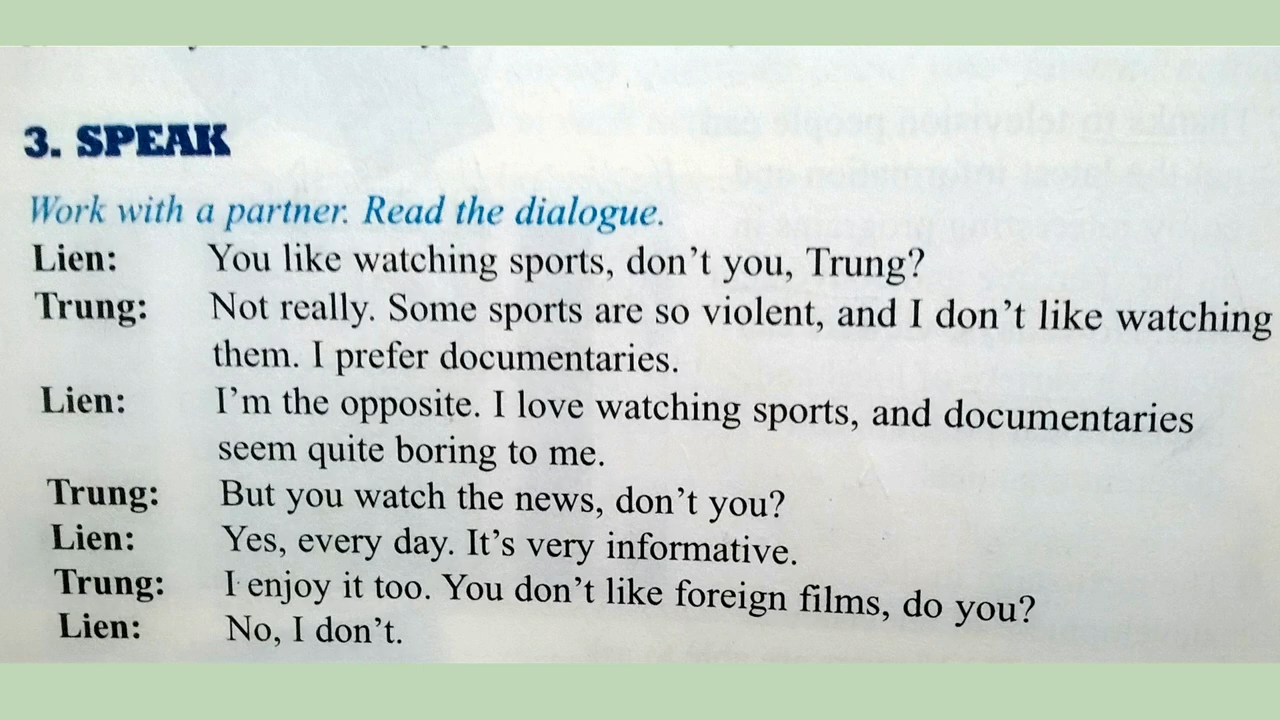 3. SPEAK
Work with a partner. Read the dialogue.
Lien: You like watching sports, don't you, Trung?
Trung: Not really. Some sports are so violent, and I don't like watching
them. I prefer documentaries.
Lien: I'm the opposite. I love watching sports, and documentaries
seem quite boring to me.
Trung: But you watch the news, don't you?
Lien: Yes, every day. It's very informative.
Trung: I enjoy it too. You don't like foreign films, do you?
Lien: No, I don't.